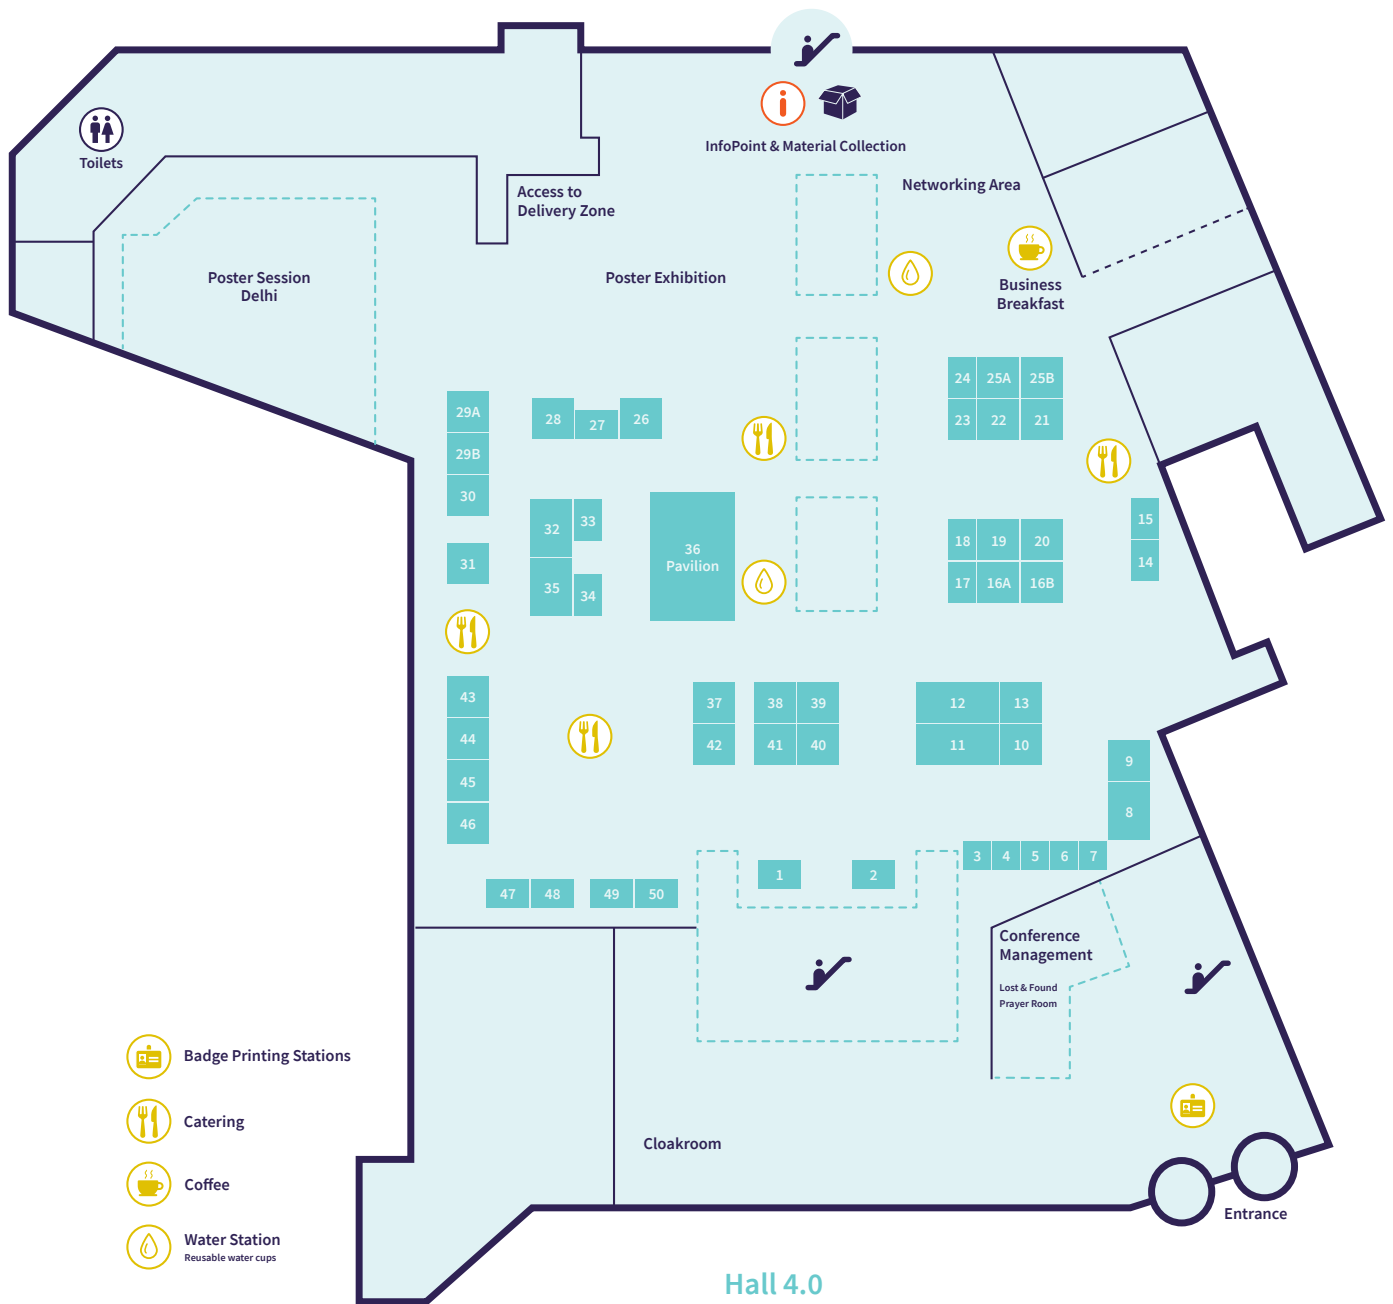 Toilets
InfoPoint & Material Collection
Access to
Delivery Zone
Networking Area
Poster Session
Delhi
Poster Exhibition
Business
Breakfast
24 25A 25B
23 22 21
29A
29B
30
28 27 26
31
32 33
35 34
36
Pavilion
18 19 20
17 16A 16B
15
14
43
44
45
46
37 38 39
42 41 40
12 13
11 10
9
8
3 4 5 6 7
1
2
47 48 49 50
Conference
Management
Lost & Found
Prayer Room
Badge Printing Stations
Catering
Coffee
Water Station
Reusable water cups
Cloakroom
Entrance
Hall 4.0